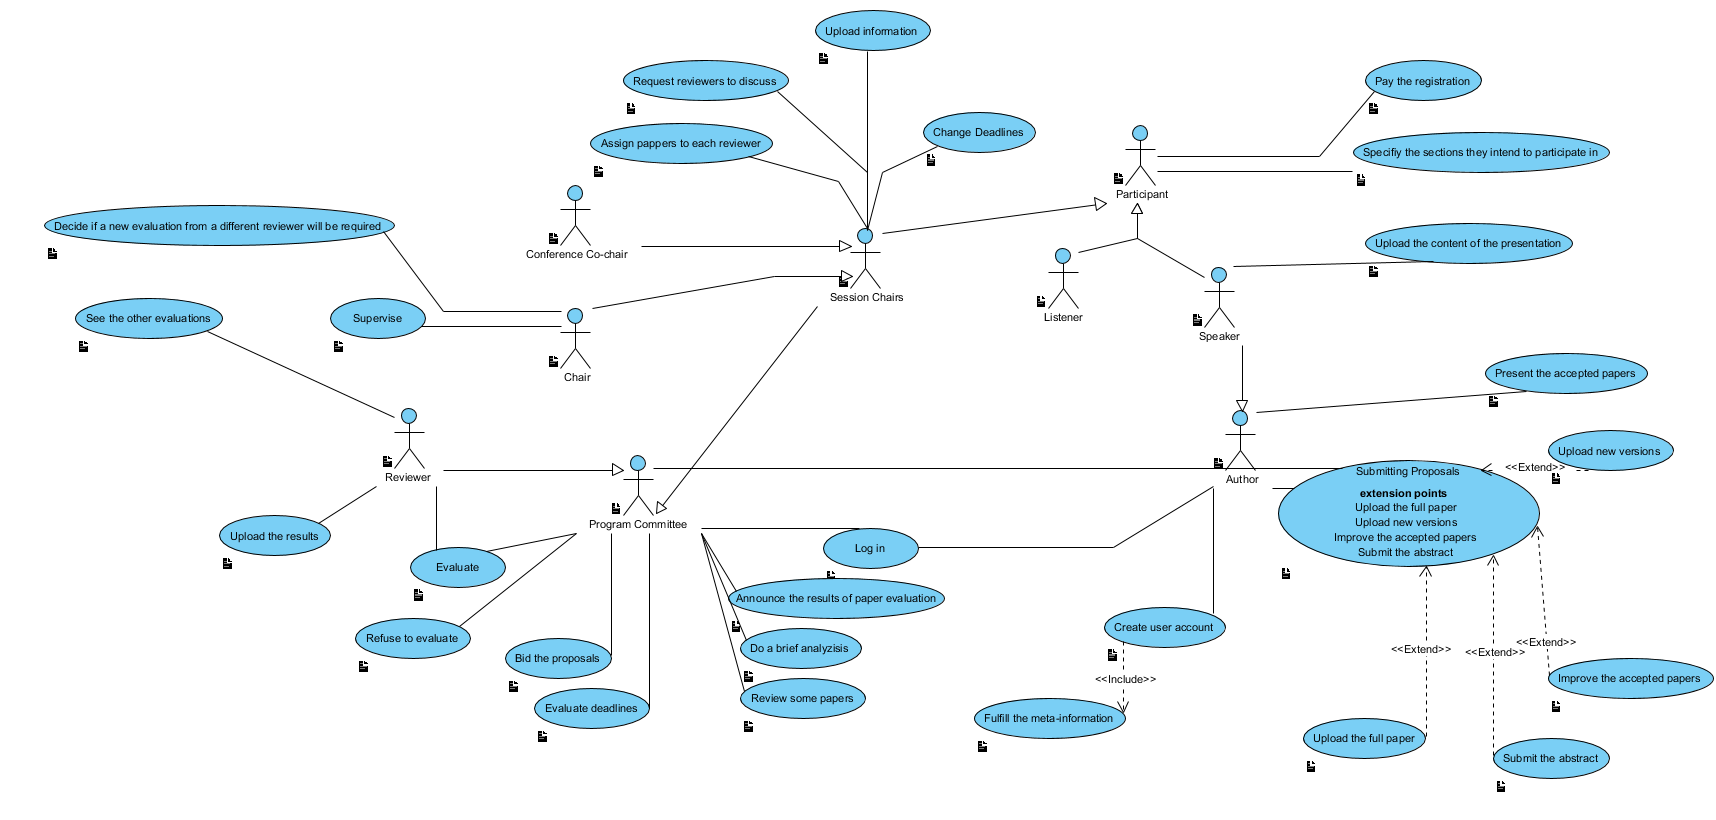 Upload information
Request reviewers to discuss
Pay the registration
Change Deadlines
Assign pappers to each reviewer
Specifiy the sections they intend to participate in
Participant
Decide if a new evaluation from a different reviewer will be required
Conference Co-chair
Upload the content of the presentation
Session Chairs
See the other evaluations
Supervise
Listener
Speaker
Chair
Present the accepted papers
Upload new versions
<<Extend>>
Reviewer
Author
Submitting Proposals
extension points
Upload the full paper
Upload new versions
Improve the accepted papers
Submit the abstract
Program Committee
Upload the results
Log in
Evaluate
Announce the results of paper evaluation
Create user account
Refuse to evaluate
Do a brief analyzisis
<<Extend>>
<<Extend>>
<<Extend>>
Bid the proposals
<<Include>>
Improve the accepted papers
Review some papers
Evaluate deadlines
Fulfill the meta-information
Upload the full paper
Submit the abstract